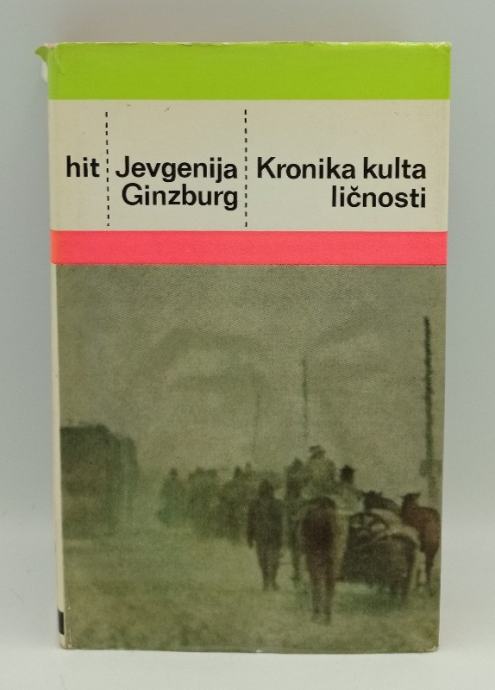 hit
Jevgenija
Ginzburg
Kronika kulta
ličnosti